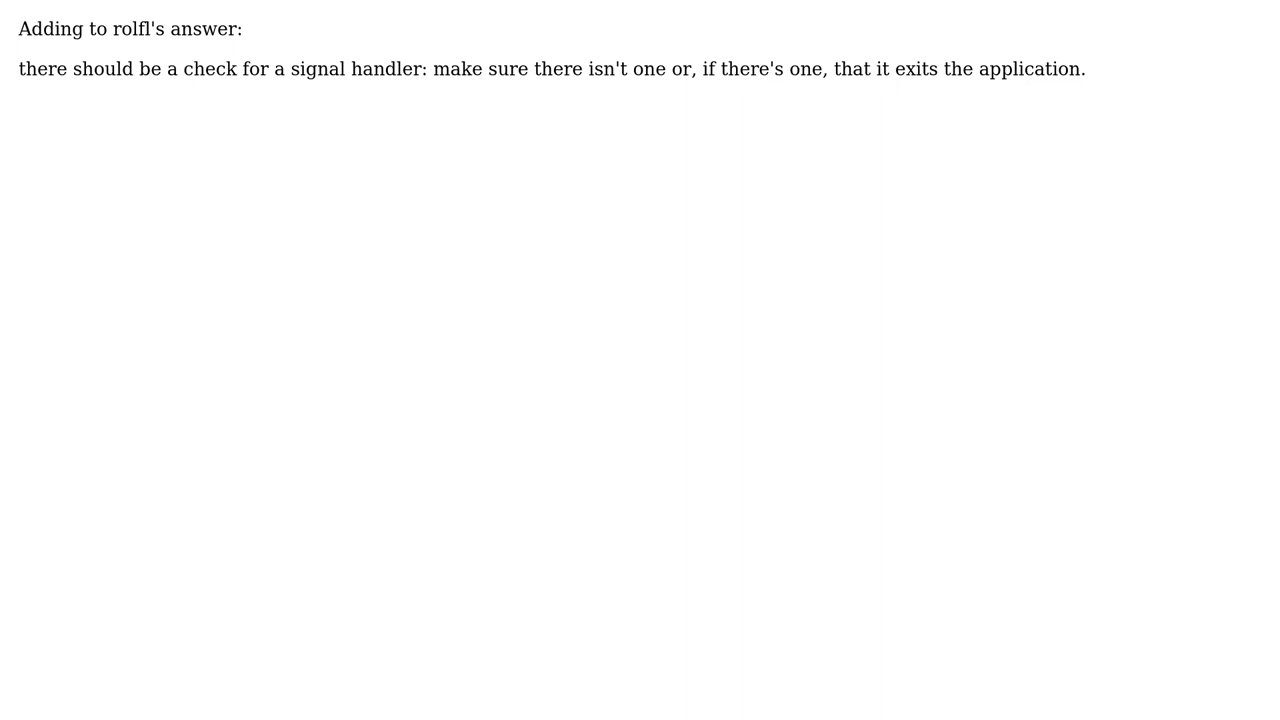 Adding to rolfl's answer:
there should be a check for a signal handler: make sure there isn't one or, if there's one, that it exits the application.